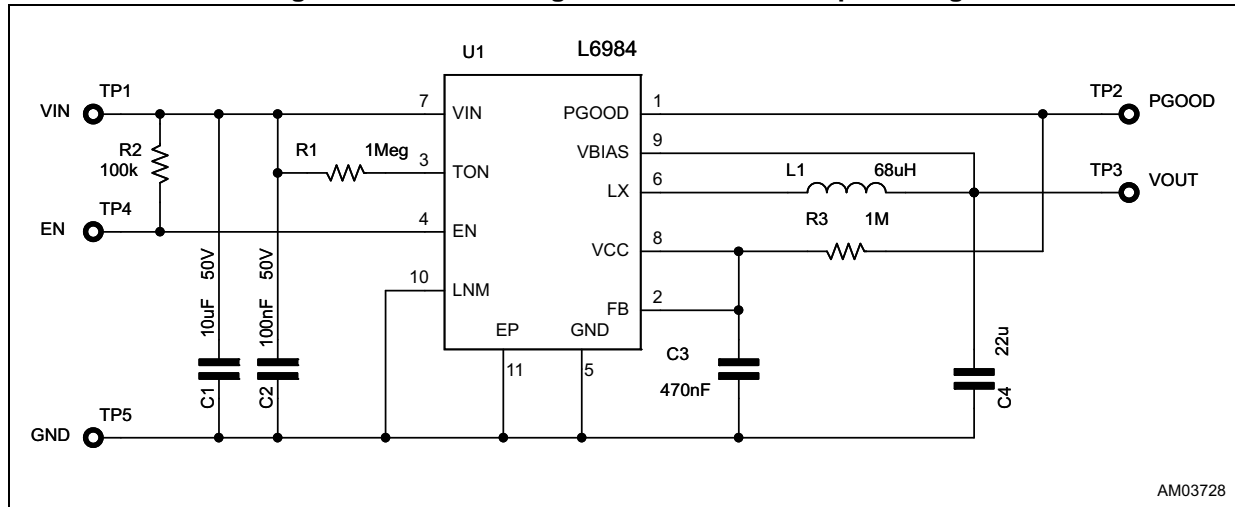 U1
L6984
VIN
TP1
7
VIN
PGOOD
1
TP2
PGOOD
R2
100k
R1
1Meg
3
TON
VBIAS
9
LX
6
L1
68uH
TP3
VOUT
EN
TP4
4
EN
VCC
8
R3
1M
10
LNM
FB
2
EP
GND
11
5
10uF 50V
C1
100nF 50V
C2
C3
470nF
22u
C4
GND
TP5
AM03728